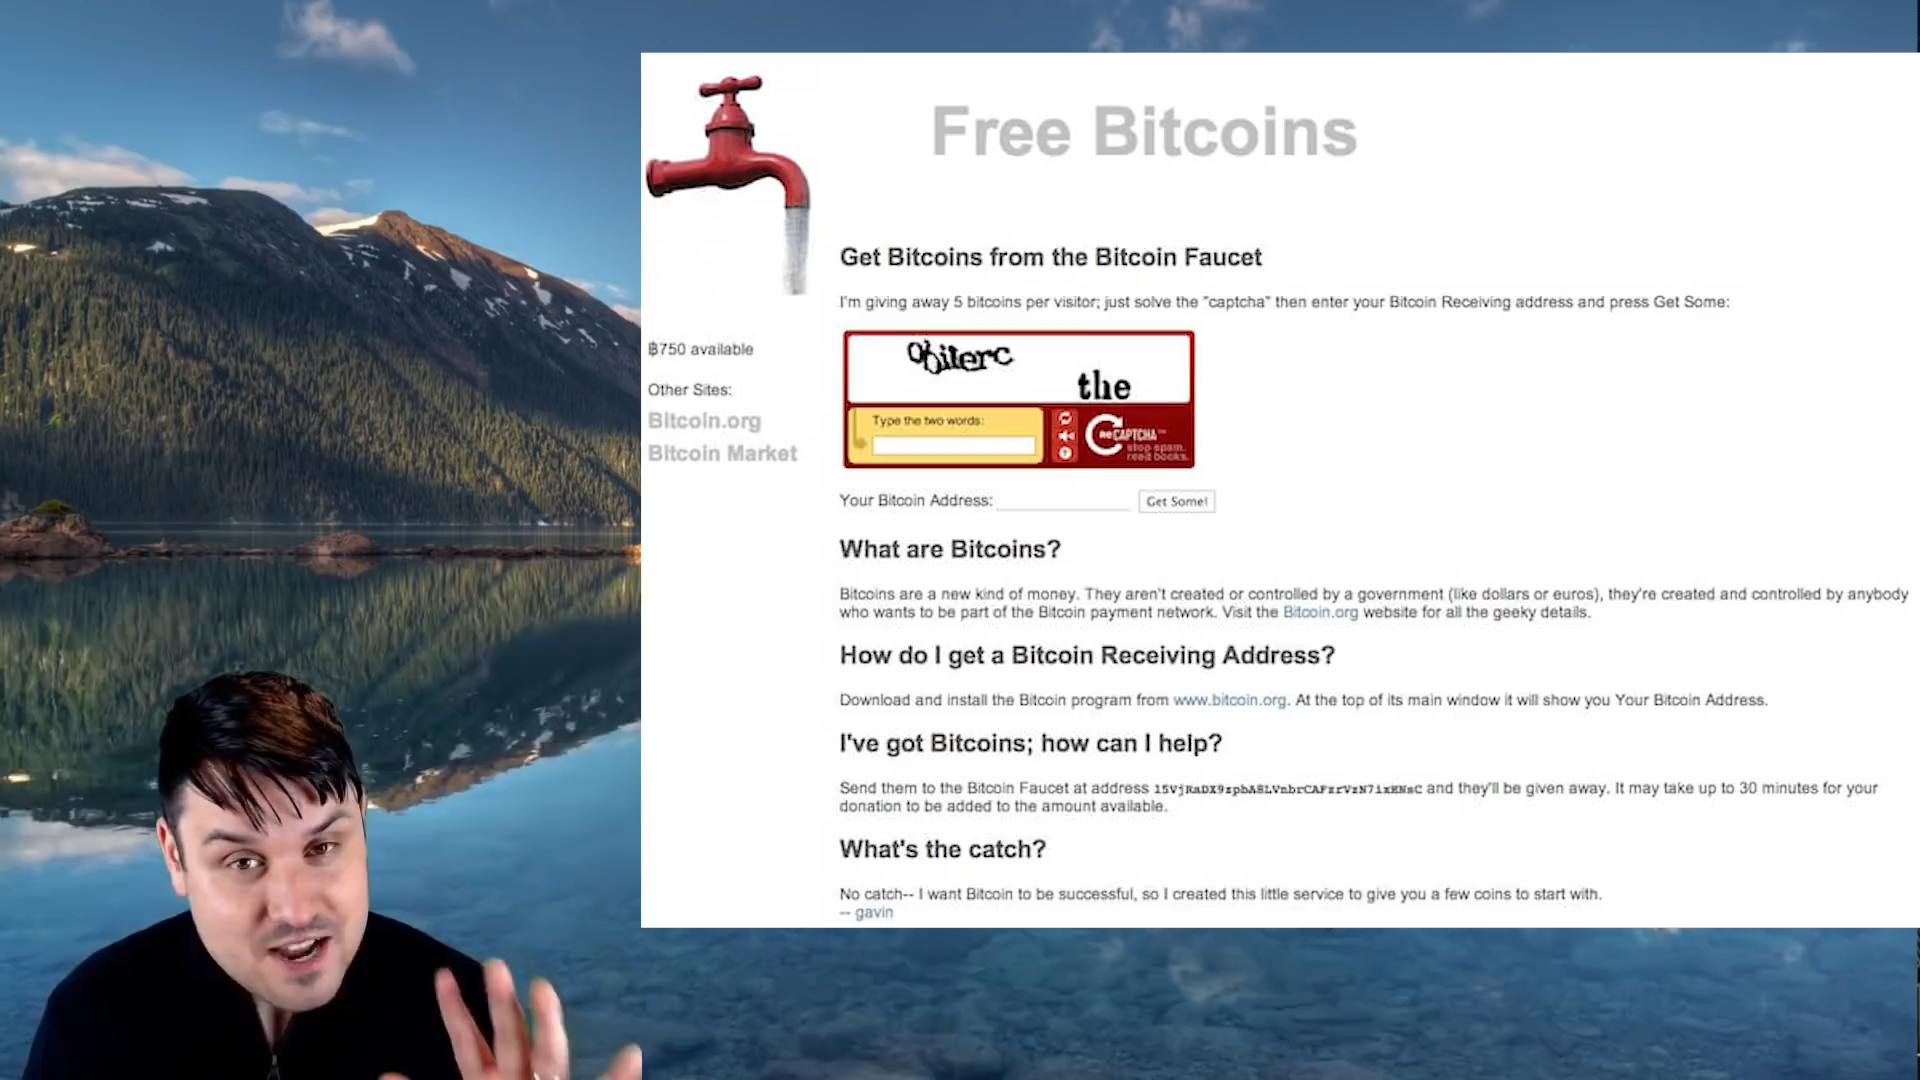 Free Bitcoins
Get Bitcoins from the Bitcoin Faucet
I'm giving away 5 bitcoins per visitor; just solve the "captcha" then enter your Bitcoin Receiving address and press Get Some:
฿750 available
Other Sites:
Bitcoin.org
Bitcoin Market
the
Type the two words:
reCAPTCHA™
stop spam.
read books.
Your Bitcoin Address:
Get Some!
What are Bitcoins?
Bitcoins are a new kind of money. They aren't created or controlled by a government (like dollars or euros), they're created and controlled by anybody
who wants to be part of the Bitcoin payment network. Visit the Bitcoin.org website for all the geeky details.
How do I get a Bitcoin Receiving Address?
Download and install the Bitcoin program from www.bitcoin.org. At the top of its main window it will show you Your Bitcoin Address.
I've got Bitcoins; how can I help?
Send them to the Bitcoin Faucet at address and they'll be given away. It may take up to 30 minutes for your
donation to be added to the amount available.
What's the catch?
No catch-- I want Bitcoin to be successful, so I created this little service to give you a few coins to start with.
-- gavin